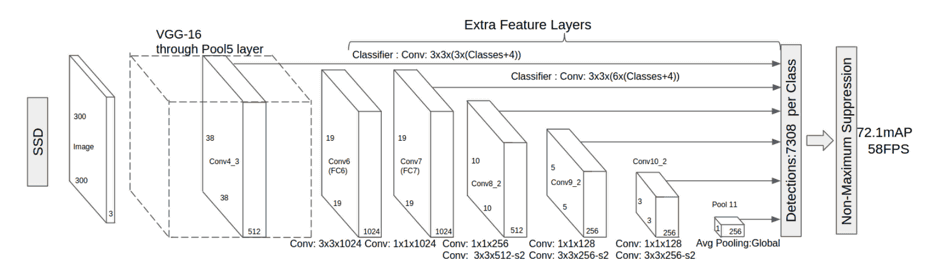 Extra Feature Layers
VGG-16
through Pool5 layer
Classifier : Conv: 3x3x(3x(Classes+4))
Classifier : Conv: 3x3x(6x(Classes+4))
SSD
300
Image
300
3
38
Conv4_3
38
512
19
Conv6
(FC6)
19
1024
19
Conv7
(FC7)
19
1024
10
Conv8_2
10
512
5
Conv9_2
5
256
Conv10_2
3
3
256
Pool 11
1
256
Conv: 3x3x1024
Conv: 1x1x1024
Conv: 1x1x256
Conv: 3x3x512-s2
Conv: 1x1x128
Conv: 3x3x256-s2
Conv: 1x1x128
Conv: 3x3x256-s2
Avg Pooling:Global
Detections:7308 per Class
Non-Maximum Suppression
72.1mAP
58FPS